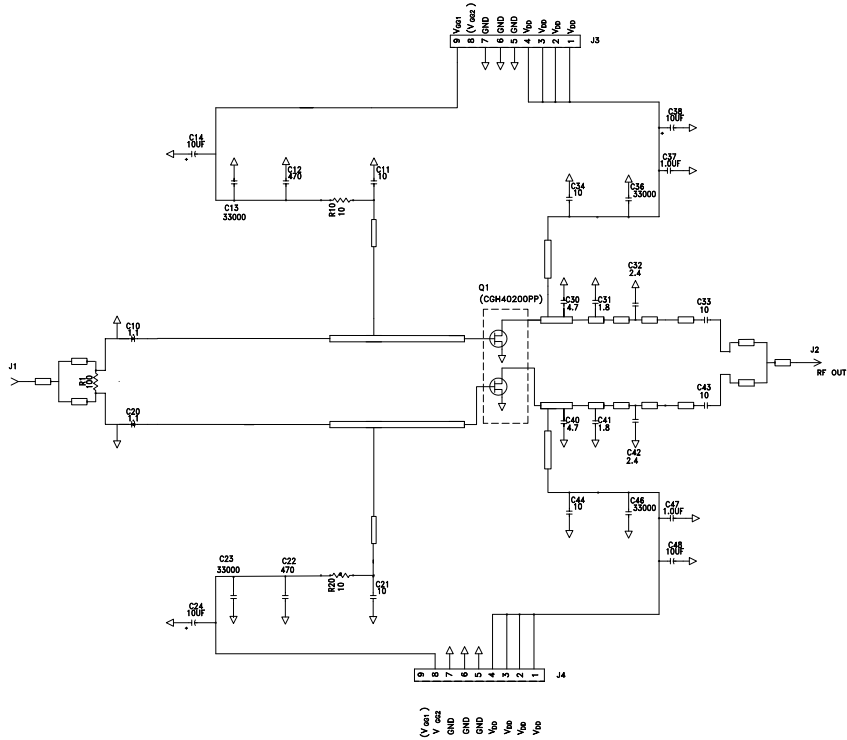 9 VGG1
8 (VGG2)
7 GND
6 GND
5 GND
4 VDD
3 VDD
2 VDD
1 VDD
J3
C14
10UF
C38
10UF
C37
1.0UF
C12
470
C11
10
C13
33000
R10
10
C34
10
C36
33000
Q1
(CGH40200PP)
C32
2.4
C30
4.7
C31
1.8
C33
10
C10
1.1
J1
R1
100
J2
RF OUT
C20
1.1
C43
10
C40
4.7
C41
1.8
C42
2.4
C44
10
C46
33000
C47
1.0UF
C48
10UF
C23
33000
C22
470
R20
10
C21
10
C24
10UF
9
8
7
6
5
4
3
2
1
J4
(VGG1)
VGG2
GND
GND
GND
VDD
VDD
VDD
VDD